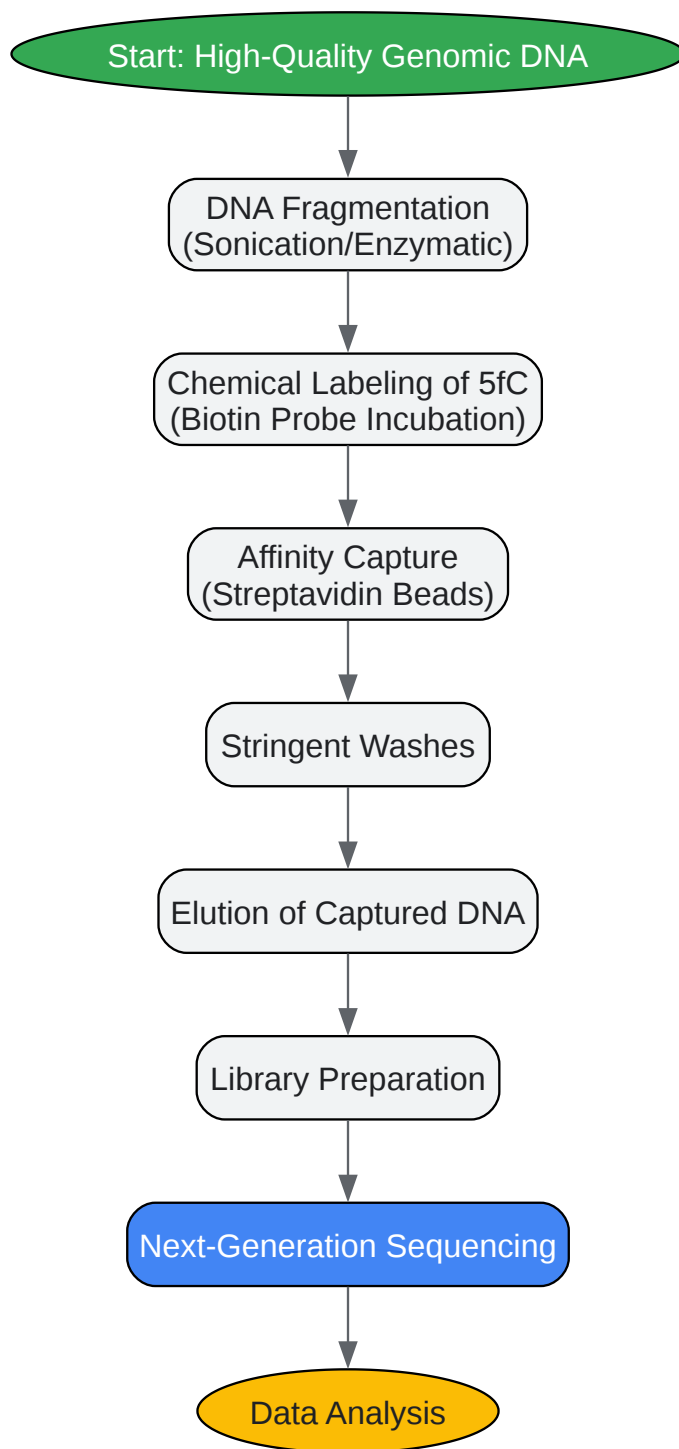 Start: High-Quality Genomic DNA
DNA Fragmentation
(Sonication/Enzymatic)
Chemical Labeling of 5fC
(Biotin Probe Incubation)
Affinity Capture
(Streptavidin Beads)
Stringent Washes
Elution of Captured DNA
Library Preparation
Next-Generation Sequencing
Data Analysis